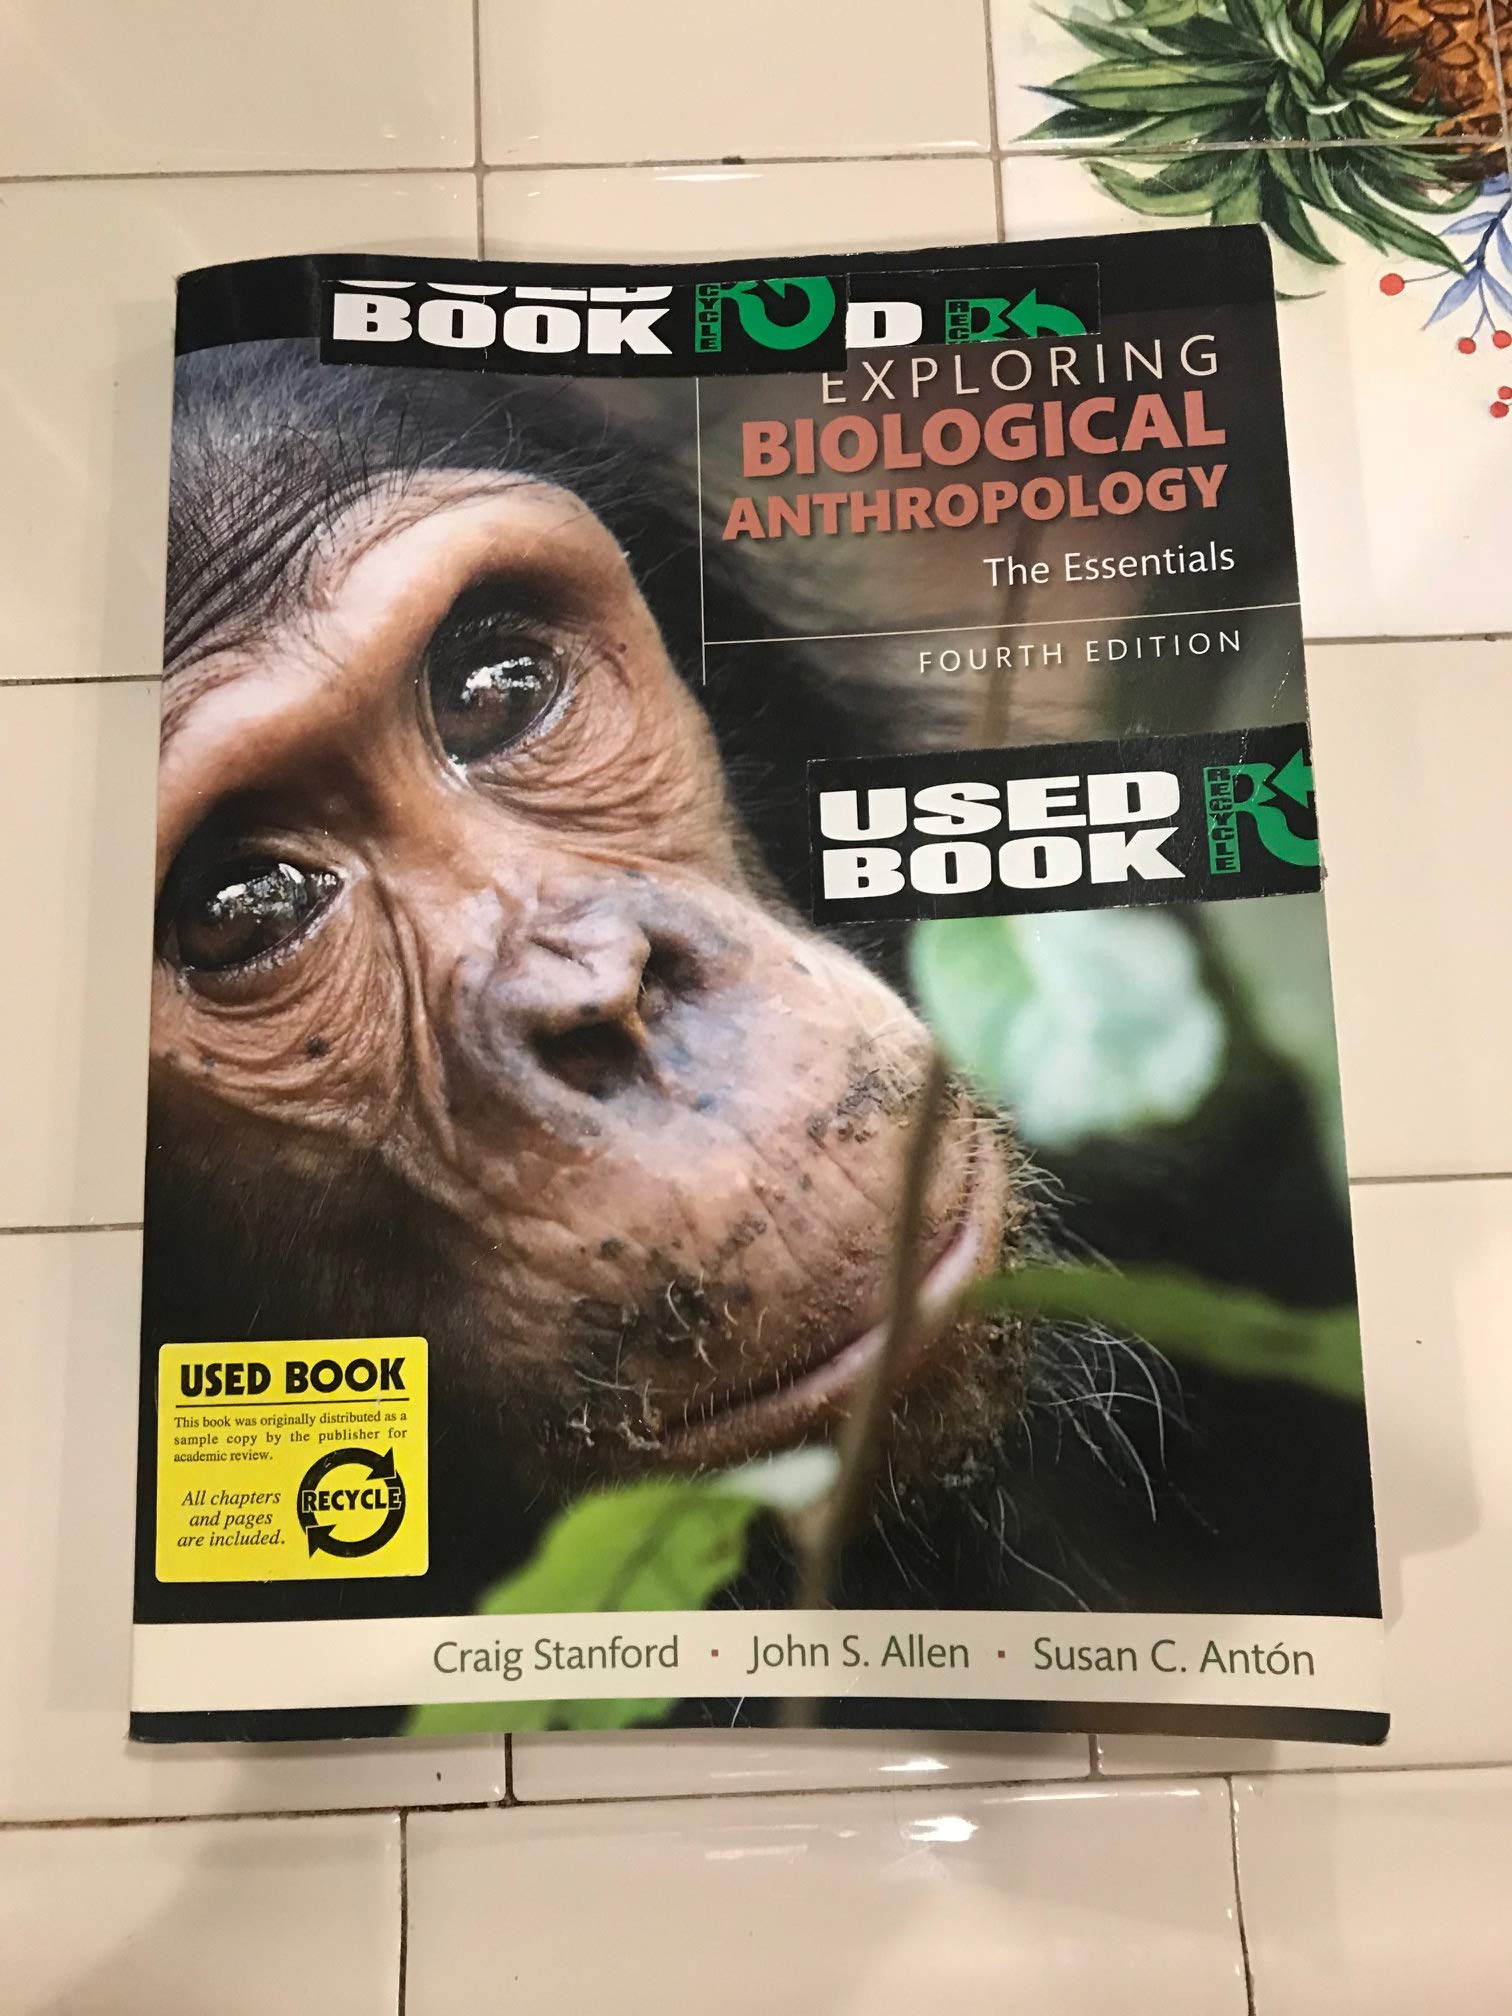 BOOK
RECYCLE
D
EXPLORING
BIOLOGICAL
ANTHROPOLOGY
The Essentials
FOURTH EDITION
USED
BOOK
RECYCLE
USED BOOK
This book was originally distributed as a
sample copy by the publisher for
academic review.
All chapters
and pages
are included.
RECYCLE
Craig Stanford · John S. Allen · Susan C. Antón